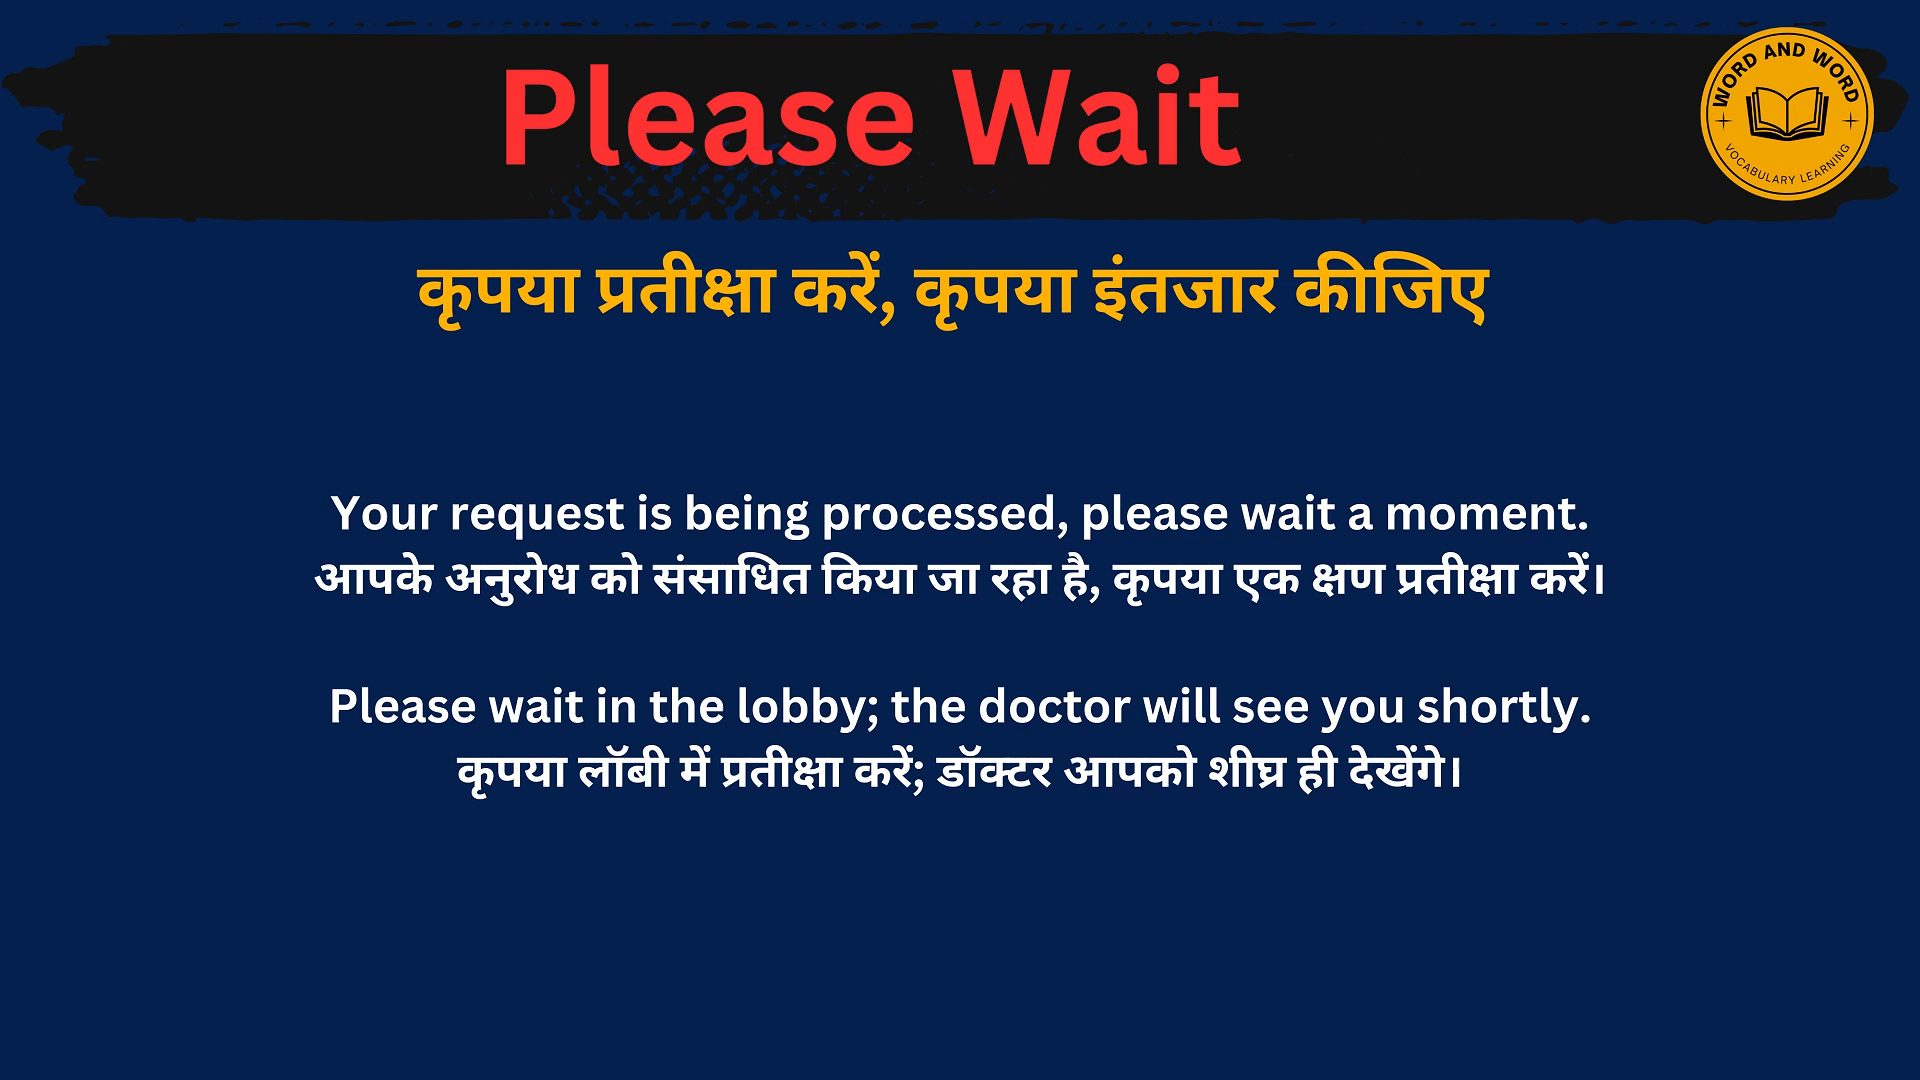 Please Wait
WORD AND WORD
VOCABULARY LEARNING
कृपया प्रतीक्षा करें, कृपया इंतजार कीजिए
Your request is being processed, please wait a moment.
आपके अनुरोध को संसाधित किया जा रहा है, कृपया एक क्षण प्रतीक्षा करें।
Please wait in the lobby; the doctor will see you shortly.
कृपया लॉबी में प्रतीक्षा करें; डॉक्टर आपको शीघ्र ही देखेंगे।